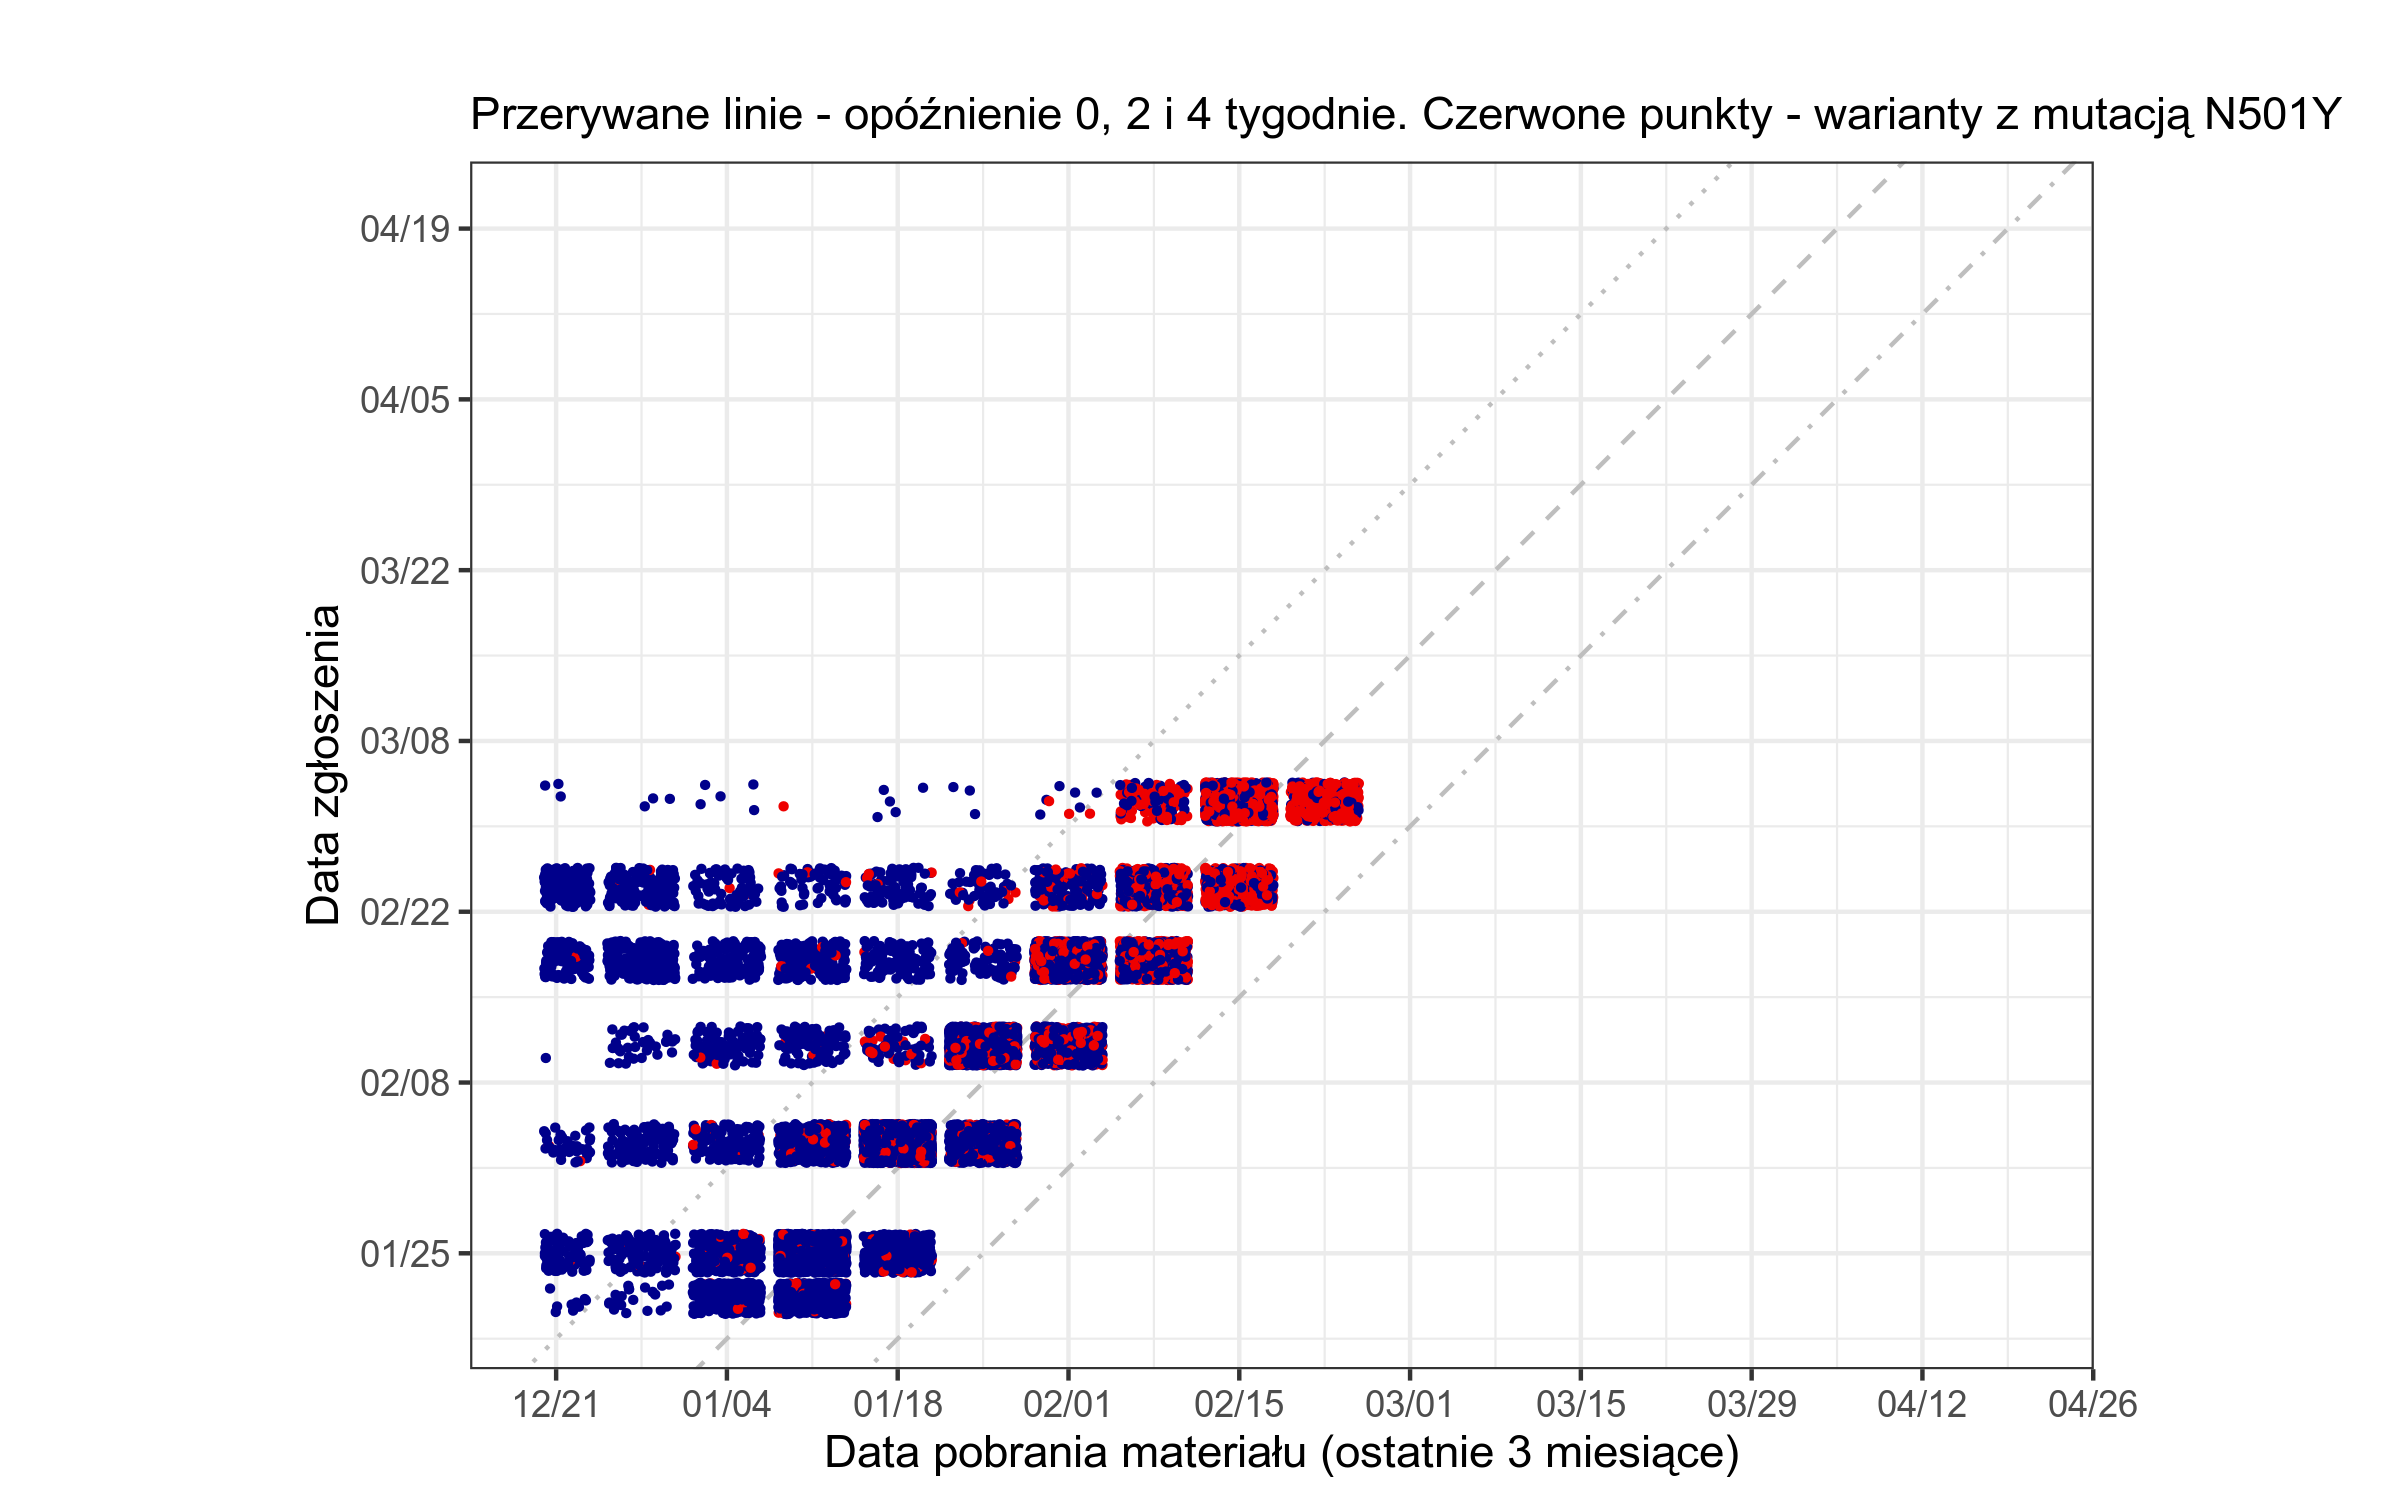 Przerywane linie - opóźnienie 0, 2 i 4 tygodnie. Czerwone punkty - warianty z mutacją N501Y
04/19
04/05
03/22
03/08
02/22
02/08
01/25
Data zgłoszenia
12/21 01/04 01/18 02/01 02/15 03/01 03/15 03/29 04/12 04/26
Data pobrania materiału (ostatnie 3 miesiące)